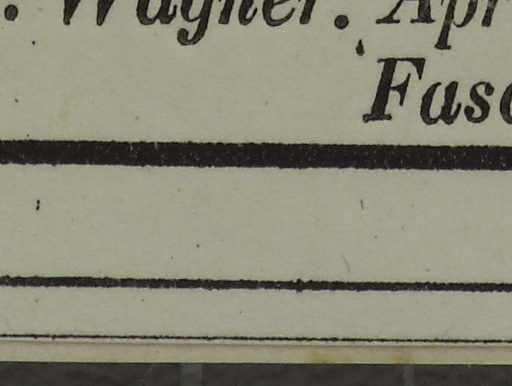 . Wagner. Apr
Fasc